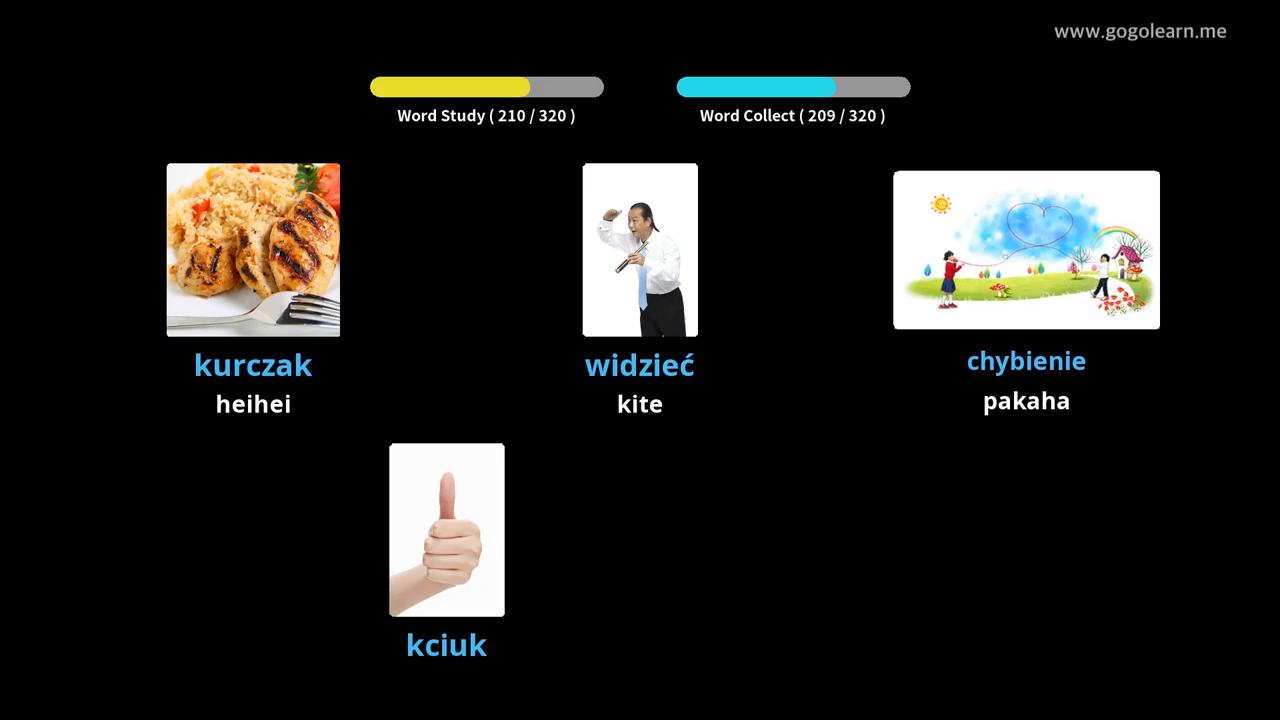 www.gogolearn.me
Word Study ( 210 / 320 )
Word Collect ( 209 / 320 )
kurczak
heihei
widzieć
kite
chybienie
pakaha
kciuk